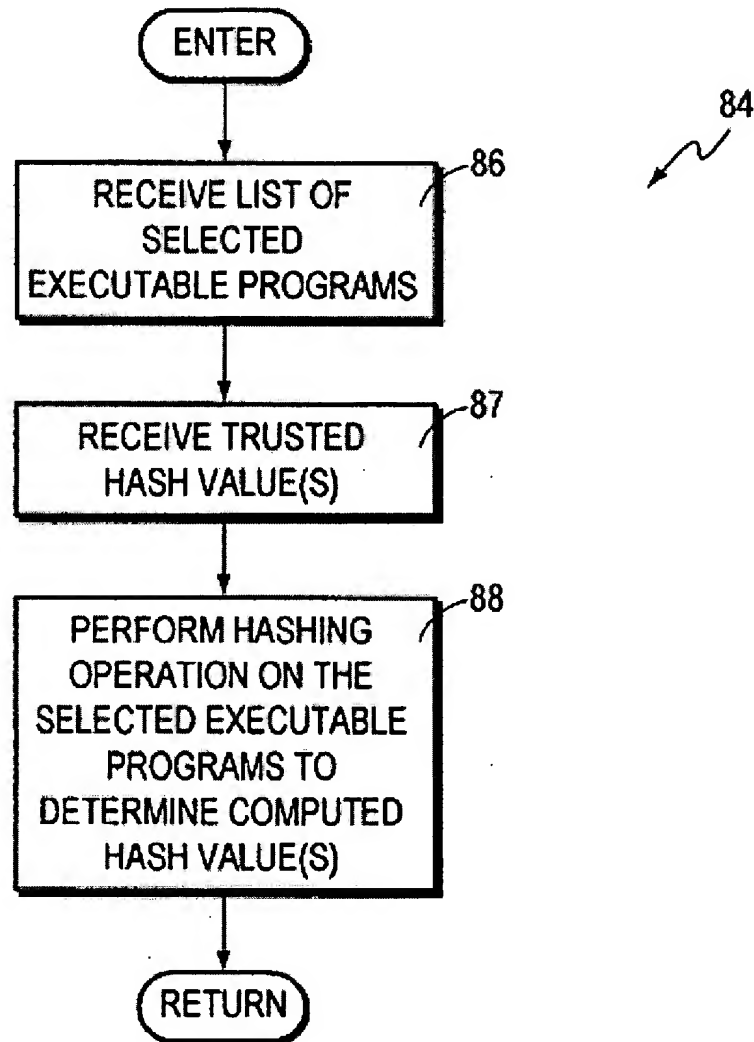 ENTER
84
86
RECEIVE LIST OF
SELECTED
EXECUTABLE PROGRAMS
87
RECEIVE TRUSTED
HASH VALUE(S)
88
PERFORM HASHING
OPERATION ON THE
SELECTED EXECUTABLE
PROGRAMS TO
DETERMINE COMPUTED
HASH VALUE(S)
RETURN